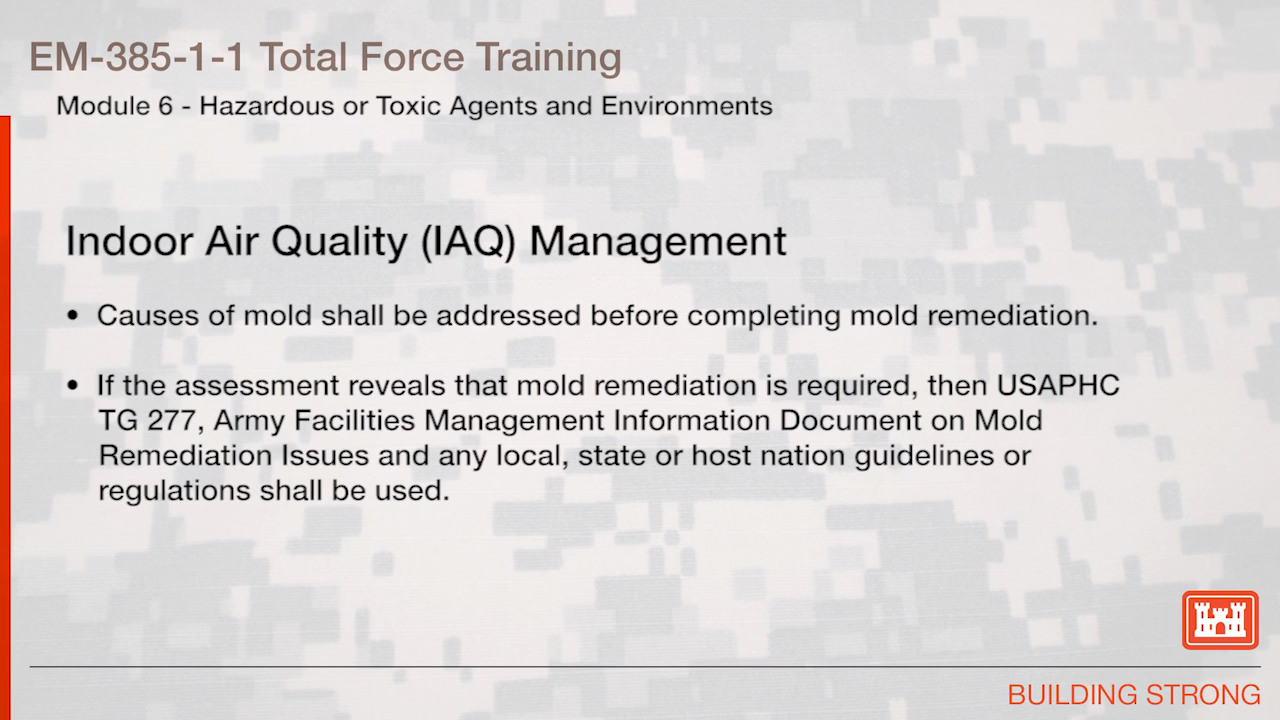 EM-385-1-1 Total Force Training
Module 6 - Hazardous or Toxic Agents and Environments
Indoor Air Quality (IAQ) Management
• Causes of mold shall be addressed before completing mold remediation.
• If the assessment reveals that mold remediation is required, then USAPHC
TG 277, Army Facilities Management Information Document on Mold
Remediation Issues and any local, state or host nation guidelines or
regulations shall be used.
BUILDING STRONG